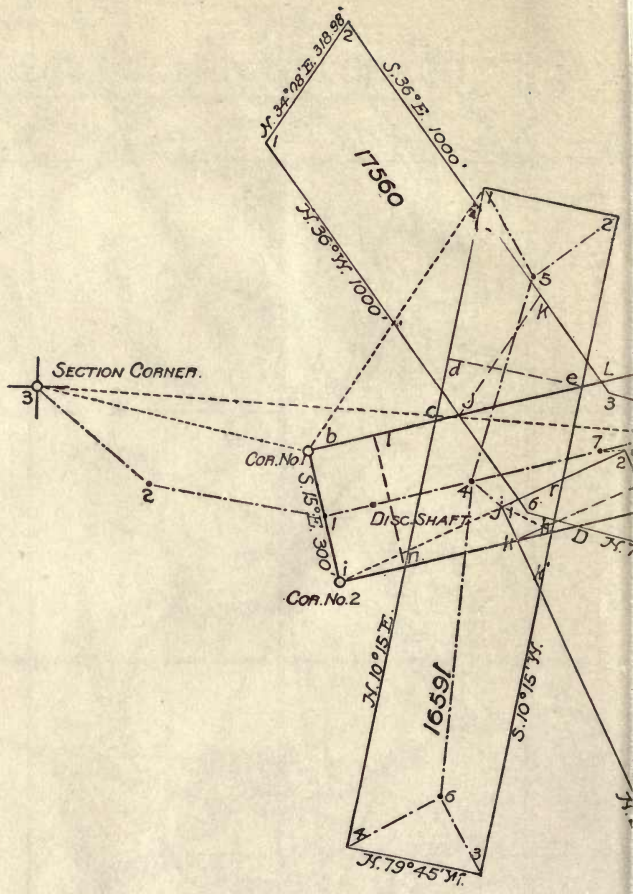 2
N. 34°08'E. 318.98'
S. 36° E. 1000'
1
17560
N. 36° W. 1000'
1
2
5
K
SECTION CORNER.
3
d
e
L
3
c
J
b
COR. NO 1
l
7
2
4
2
S. 15° E. 300
1
DISC. SHAFT.
r
6
J
n
h
D
N. 7
i
COR. NO. 2
K'
N. 10°15'E.
16591
S. 10°15'W.
6
4
3
N. 79°45'W.